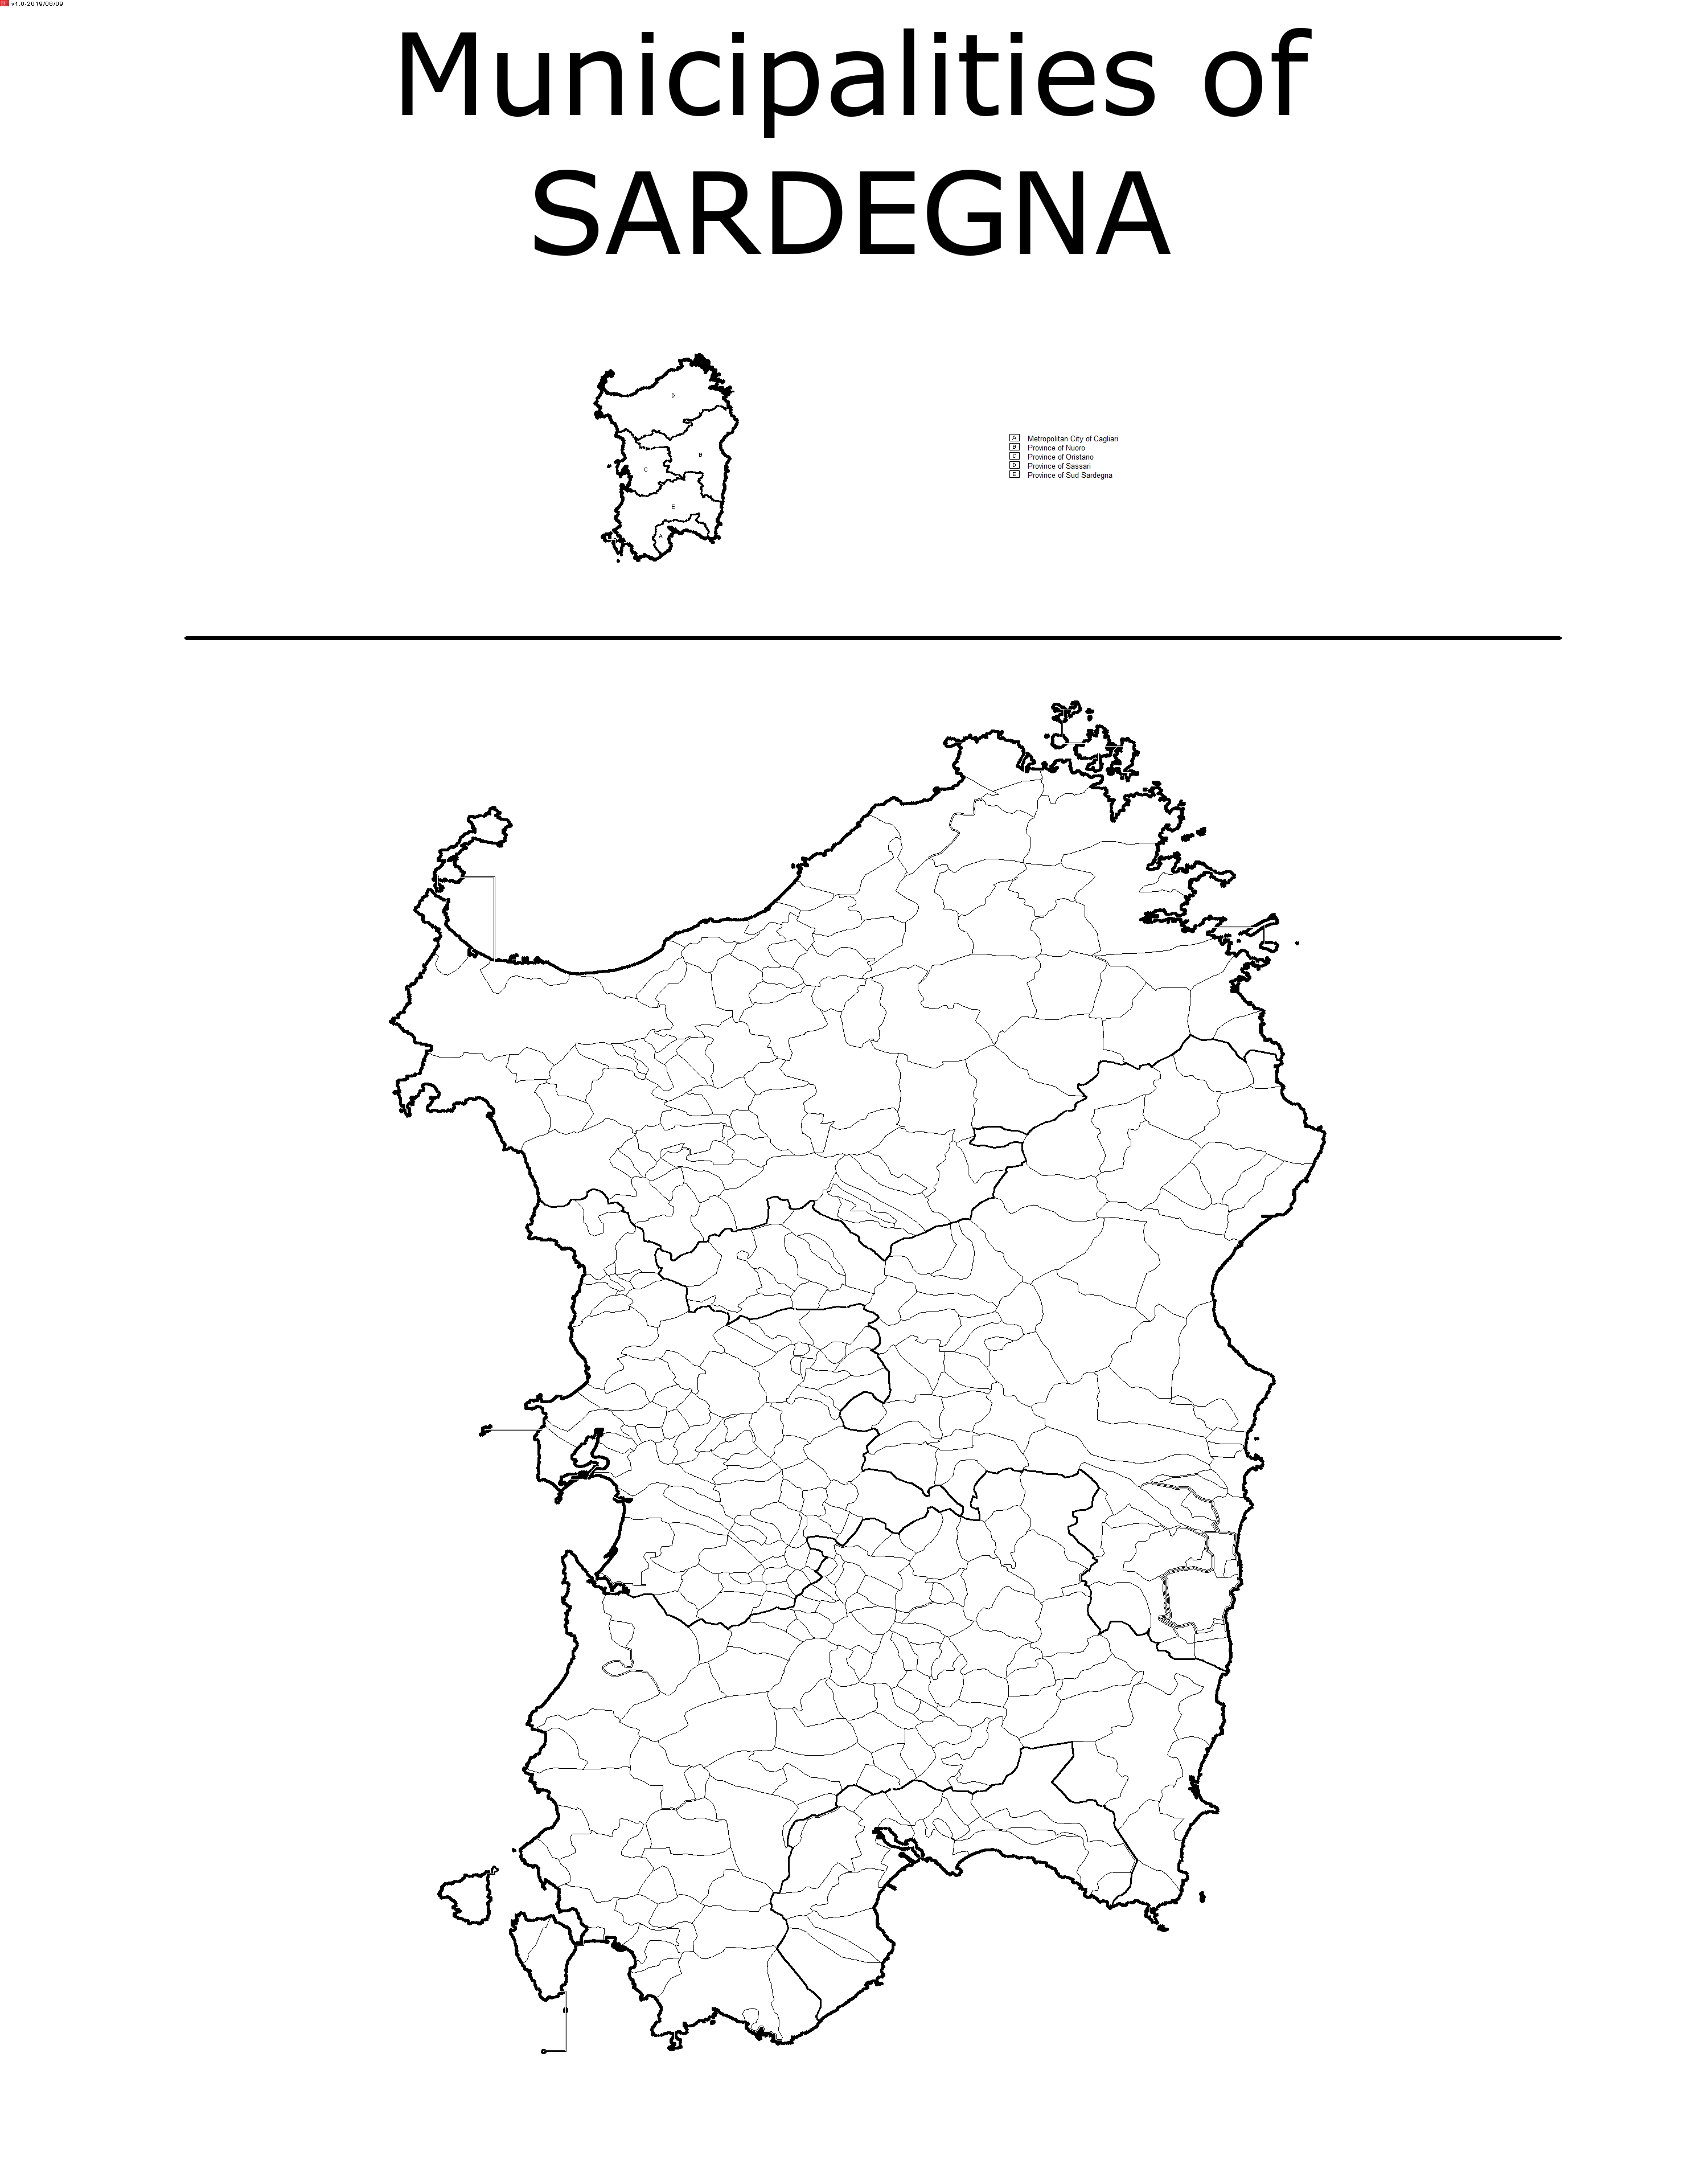 v1.0-2019/06/09
Municipalities of
SARDEGNA
D
B
C
E
A
A Metropolitan City of Cagliari
B Province of Nuoro
C Province of Oristano
D Province of Sassari
E Province of Sud Sardegna